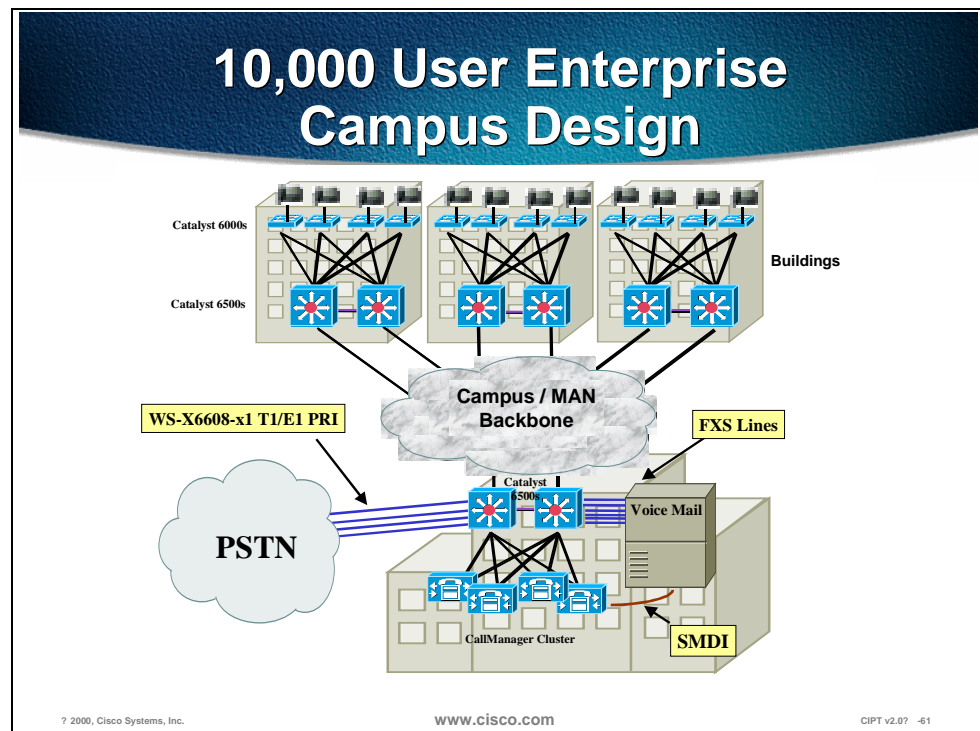 10,000 User Enterprise
Campus Design
Catalyst 6000s
Buildings
Catalyst 6500s
Campus / MAN
Backbone
WS-X6608-x1 T1/E1 PRI
FXS Lines
Catalyst
6500s
Voice Mail
PSTN
CallManager Cluster
SMDI
? 2000, Cisco Systems, Inc.
www.cisco.com
CIPT v2.0? -61